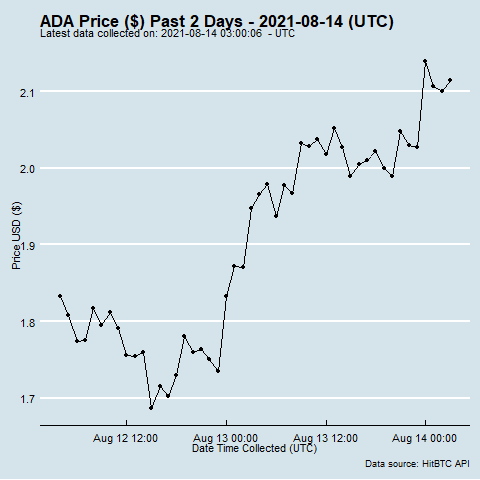 ADA Price ($) Past 2 Days - 2021-08-14 (UTC)
Latest data collected on: 2021-08-14 03:00:06 - UTC
2.1
2.0
1.9
1.8
1.7
Price USD ($)
Aug 12 12:00
Aug 13 00:00
Aug 13 12:00
Aug 14 00:00
Date Time Collected (UTC)
Data source: HitBTC API